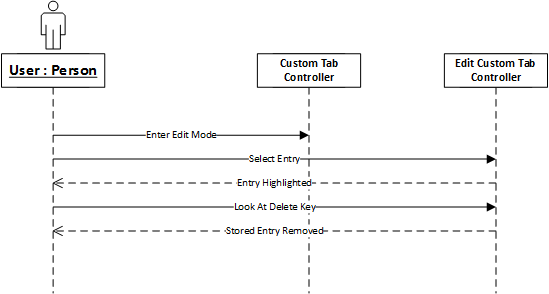 User : Person
Custom Tab
Controller
Edit Custom Tab
Controller
Enter Edit Mode
Select Entry
Entry Highlighted
Look At Delete Key
Stored Entry Removed